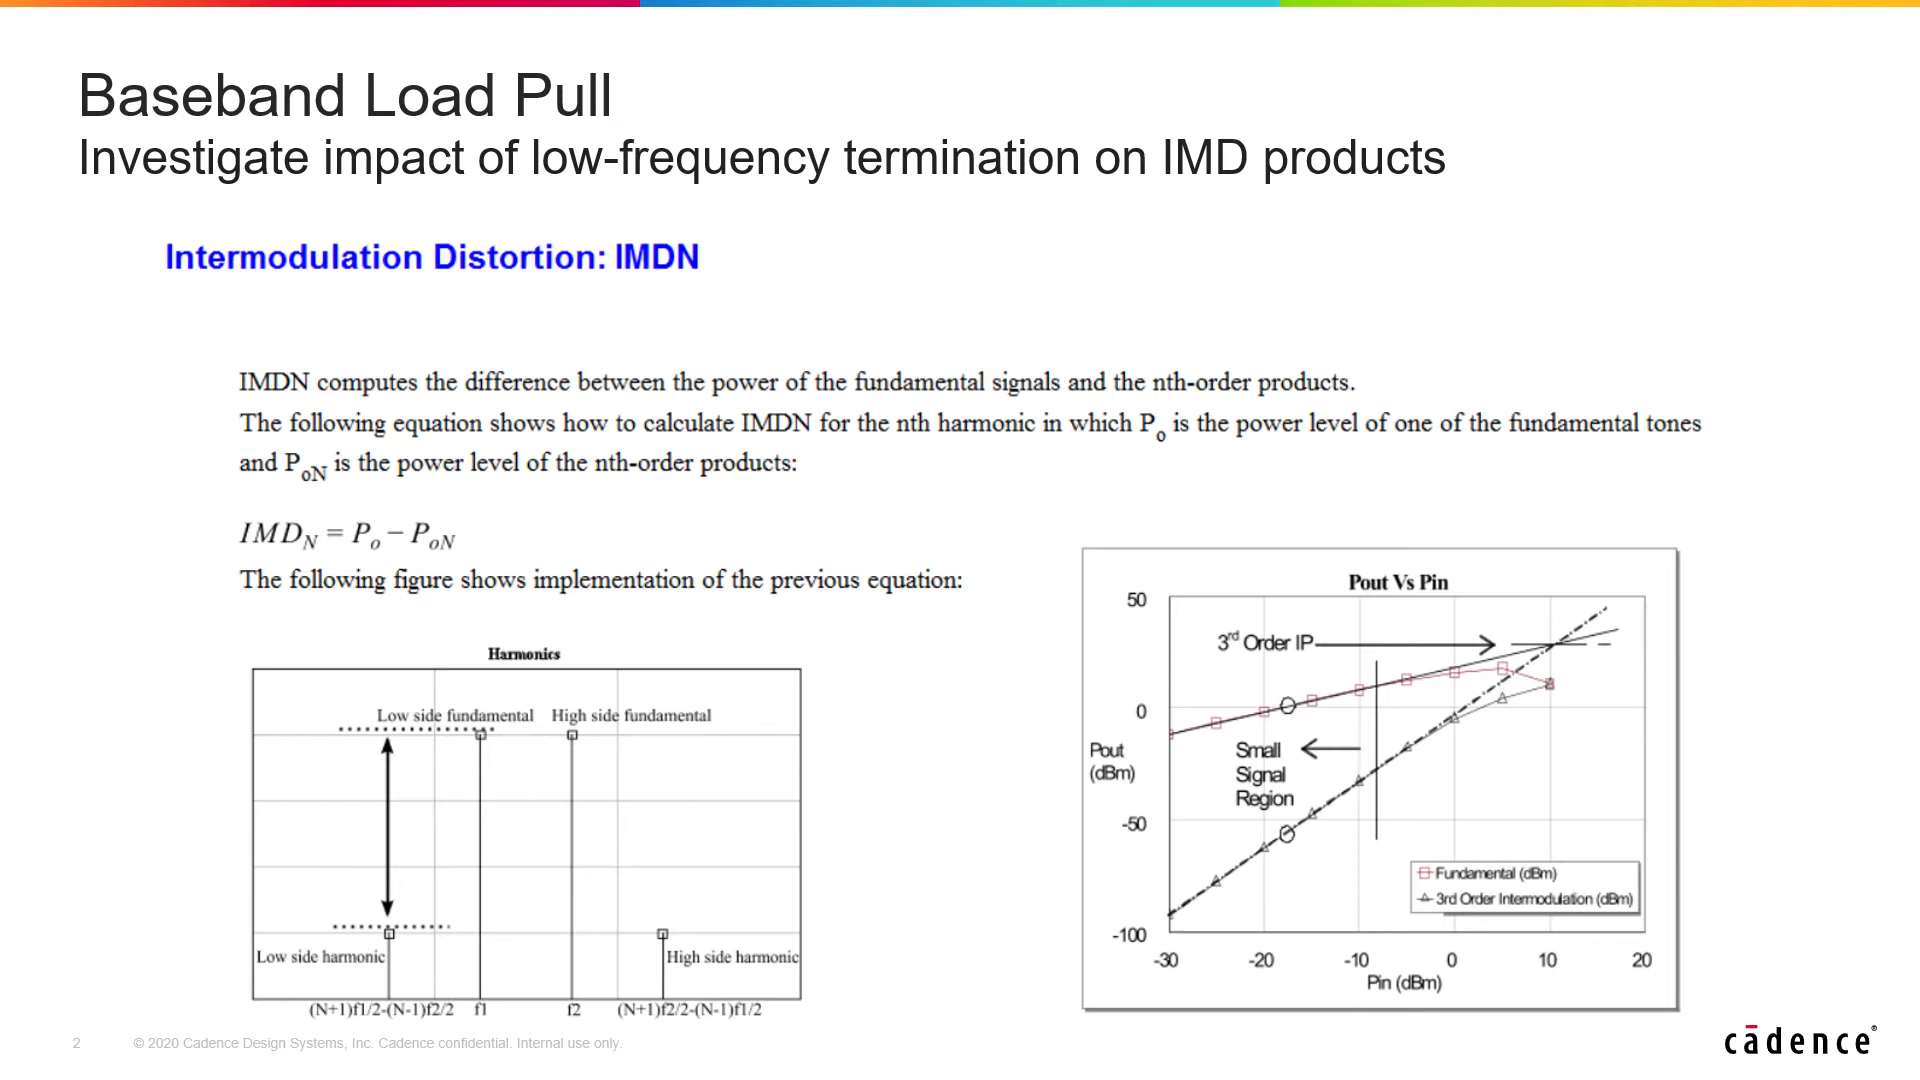 Baseband Load Pull
Investigate impact of low-frequency termination on IMD products
Intermodulation Distortion: IMDN
IMDN computes the difference between the power of the fundamental signals and the nth-order products.
The following equation shows how to calculate IMDN for the nth harmonic in which Po is the power level of one of the fundamental tones
and PoN is the power level of the nth-order products:
IMDN = Po − PoN
The following figure shows implementation of the previous equation:
Harmonics
Low side fundamental
High side fundamental
Low side harmonic
High side harmonic
(N+1)f1/2-(N-1)f2/2
f1
f2
(N+1)f2/2-(N-1)f1/2
Pout Vs Pin
50
0
-50
-100
Pout
(dBm)
3rd Order IP
Small
Signal
Region
Fundamental (dBm)
3rd Order Intermodulation (dBm)
-30
-20
-10
0
10
20
Pin (dBm)
2
© 2020 Cadence Design Systems, Inc. Cadence confidential. Internal use only.
cādence®